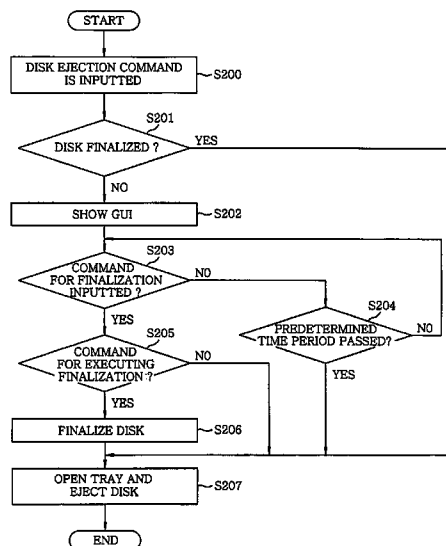 START
DISK EJECTION COMMAND
IS INPUTTED
S200
S201
DISK FINALIZED ?
YES
NO
SHOW GUI
S202
S203
COMMAND
FOR FINALIZATION
INPUTTED ?
NO
S204
PREDETERMINED
TIME PERIOD PASSED?
NO
YES
YES
S205
COMMAND
FOR EXECUTING
FINALIZATION ?
NO
YES
FINALIZE DISK
S206
OPEN TRAY AND
EJECT DISK
S207
END